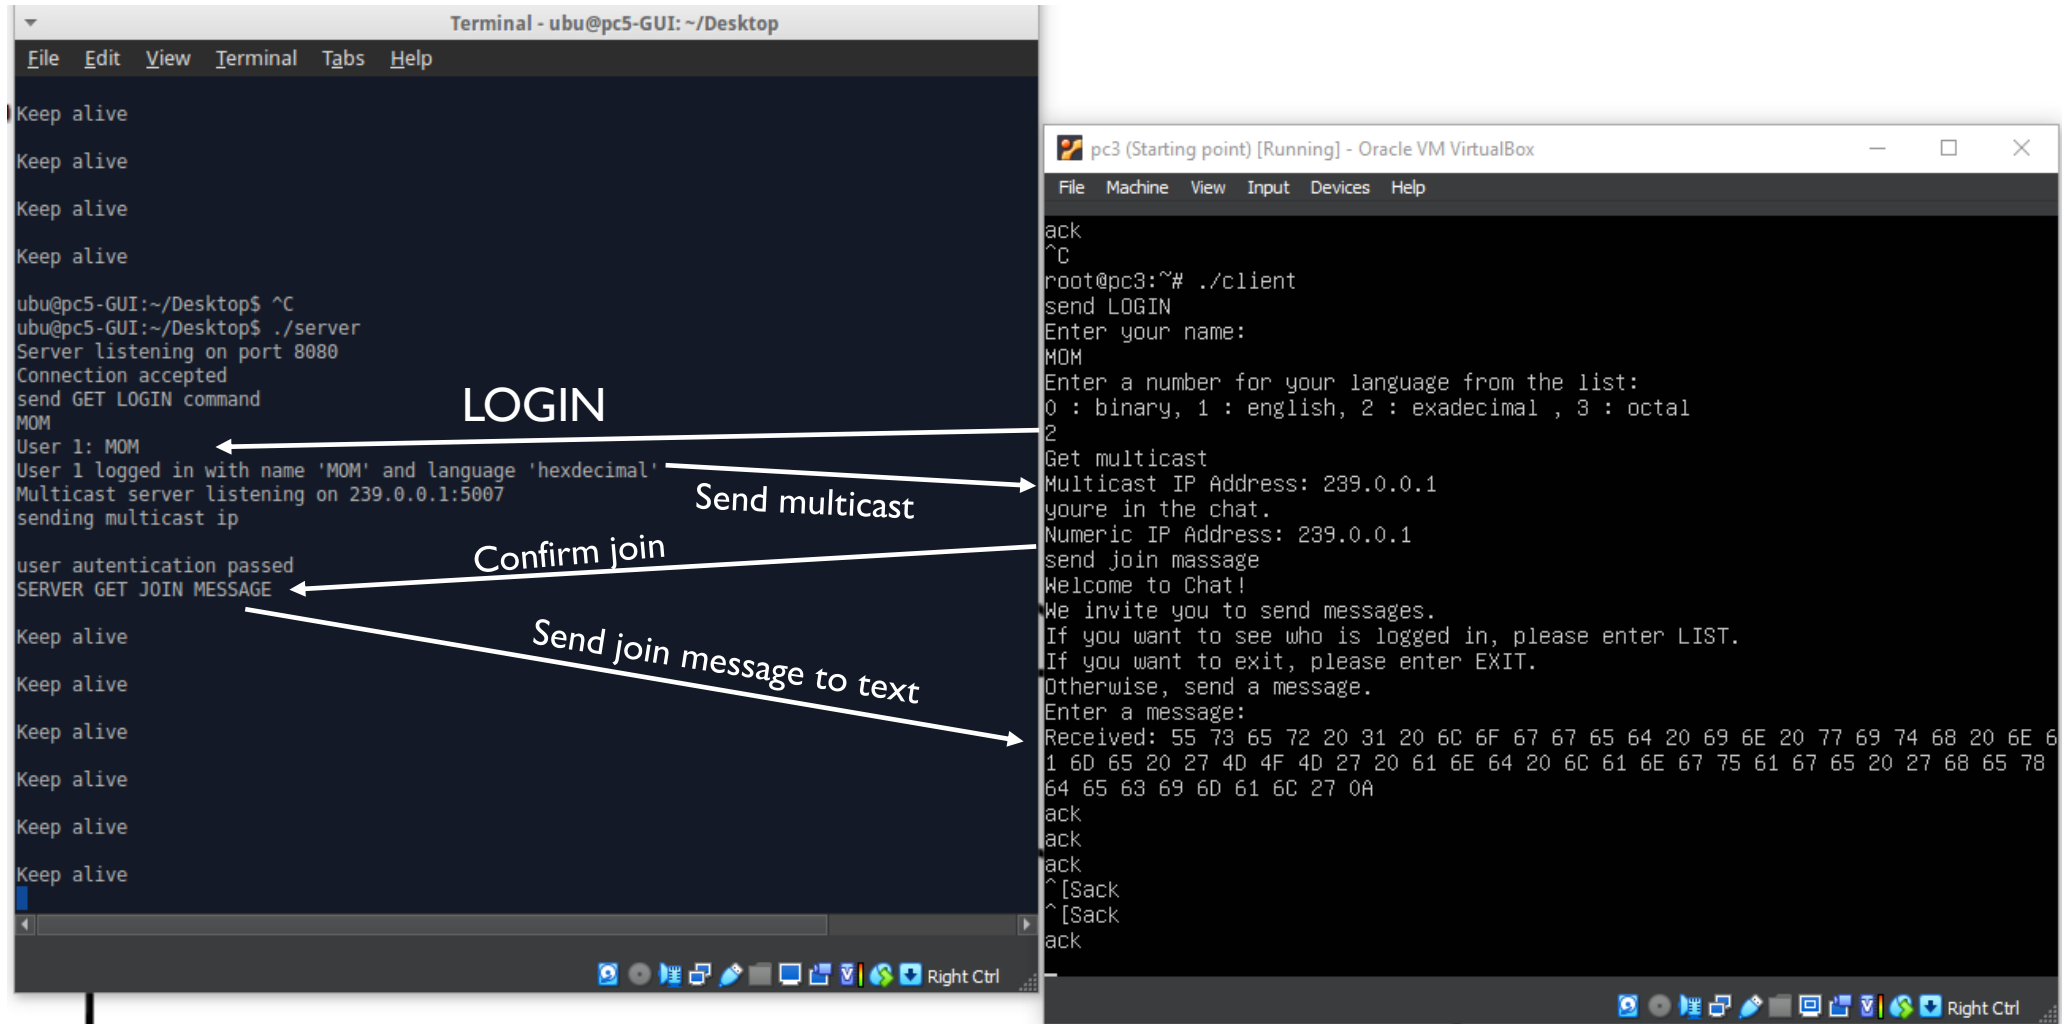 Terminal - ubu@pc5-GUI: ~/Desktop
File Edit View Terminal Tabs Help
Keep alive
Keep alive
Keep alive
Keep alive
ubu@pc5-GUI:~/Desktop$ ^C
ubu@pc5-GUI:~/Desktop$ ./server
Server listening on port 8080
Connection accepted
send GET LOGIN command
MOM
User 1: MOM
User 1 logged in with name 'MOM' and language 'hexdecimal'
Multicast server listening on 239.0.0.1:5007
sending multicast ip
user autentication passed
SERVER GET JOIN MESSAGE
Keep alive
Keep alive
Keep alive
Keep alive
Keep alive
Keep alive
Right Ctrl
LOGIN
Send multicast
Confirm join
Send join message to text
pc3 (Starting point) [Running] - Oracle VM VirtualBox
File Machine View Input Devices Help
ack
^C
root@pc3:~# ./client
send LOGIN
Enter your name:
MOM
Enter a number for your language from the list:
0 : binary, 1 : english, 2 : exadecimal , 3 : octal
2
Get multicast
Multicast IP Address: 239.0.0.1
youre in the chat.
Numeric IP Address: 239.0.0.1
send join massage
Welcome to Chat!
We invite you to send messages.
If you want to see who is logged in, please enter LIST.
If you want to exit, please enter EXIT.
Otherwise, send a message.
Enter a message:
Received: 55 73 65 72 20 31 20 6C 6F 67 67 65 64 20 69 6E 20 77 69 74 68 20 6E 6
1 6D 65 20 27 4D 4F 4D 27 20 61 6E 64 20 6C 61 6E 67 75 61 67 65 20 27 68 65 78
64 65 63 69 6D 61 6C 27 0A
ack
ack
ack
^[Sack
^[Sack
ack
Right Ctrl